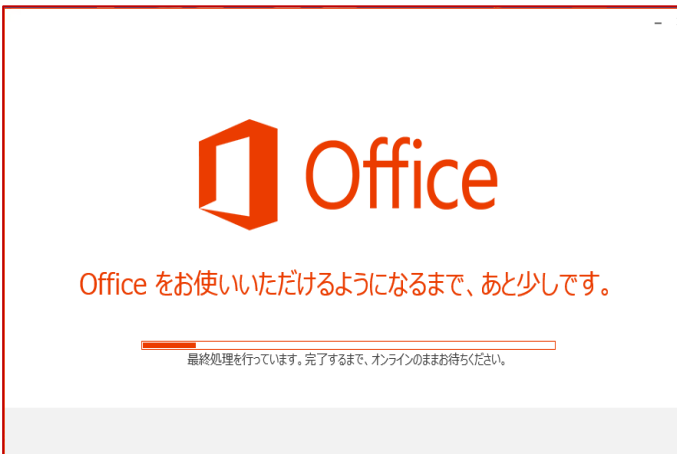 Office
Office をお使いいただけるようになるまで、あと少しです。
最終処理を行っています。完了するまで、オンラインのままお待ちください。